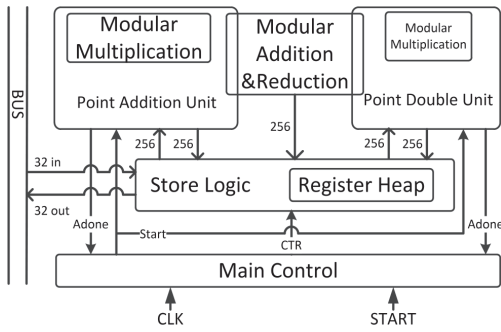 Modular
Multiplication
Modular
Addition
&Reduction
Modular
Multiplication
Point Addition Unit
Point Double Unit
BUS
256
256
256
256
256
32 in
Store Logic
Register Heap
32 out
Adone
Start
CTR
Adone
Main Control
CLK
START